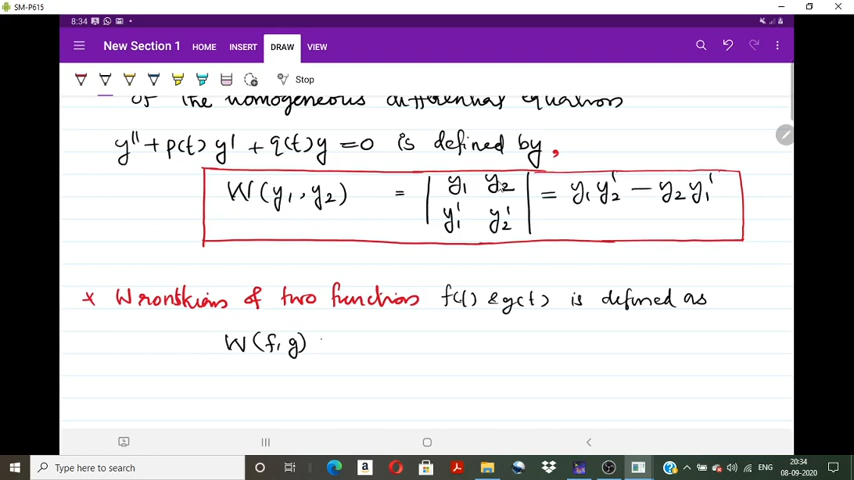 SM-P615
8:34
New Section 1 HOME INSERT DRAW VIEW
Stop
of the homogeneous differential equations
y'' + p(t) y' + q(t) y = 0 is defined by,
W(y1, y2) = | y1 y2 | = y1 y2' - y2 y1'
| y1' y2' |
* Wronskians of two functions f(t) & g(t) is defined as
W(f, g)
Type here to search
ENG
20:34
08-09-2020